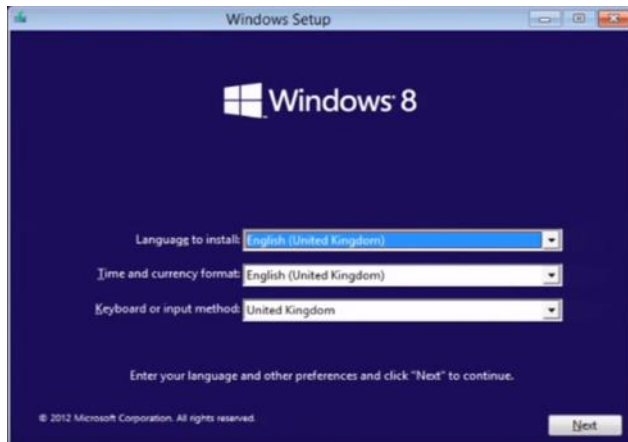 Windows Setup
Windows 8
Language to install: English (United Kingdom)
Time and currency format: English (United Kingdom)
Keyboard or input method: United Kingdom
Enter your language and other preferences and click "Next" to continue.
© 2012 Microsoft Corporation. All rights reserved.
Next